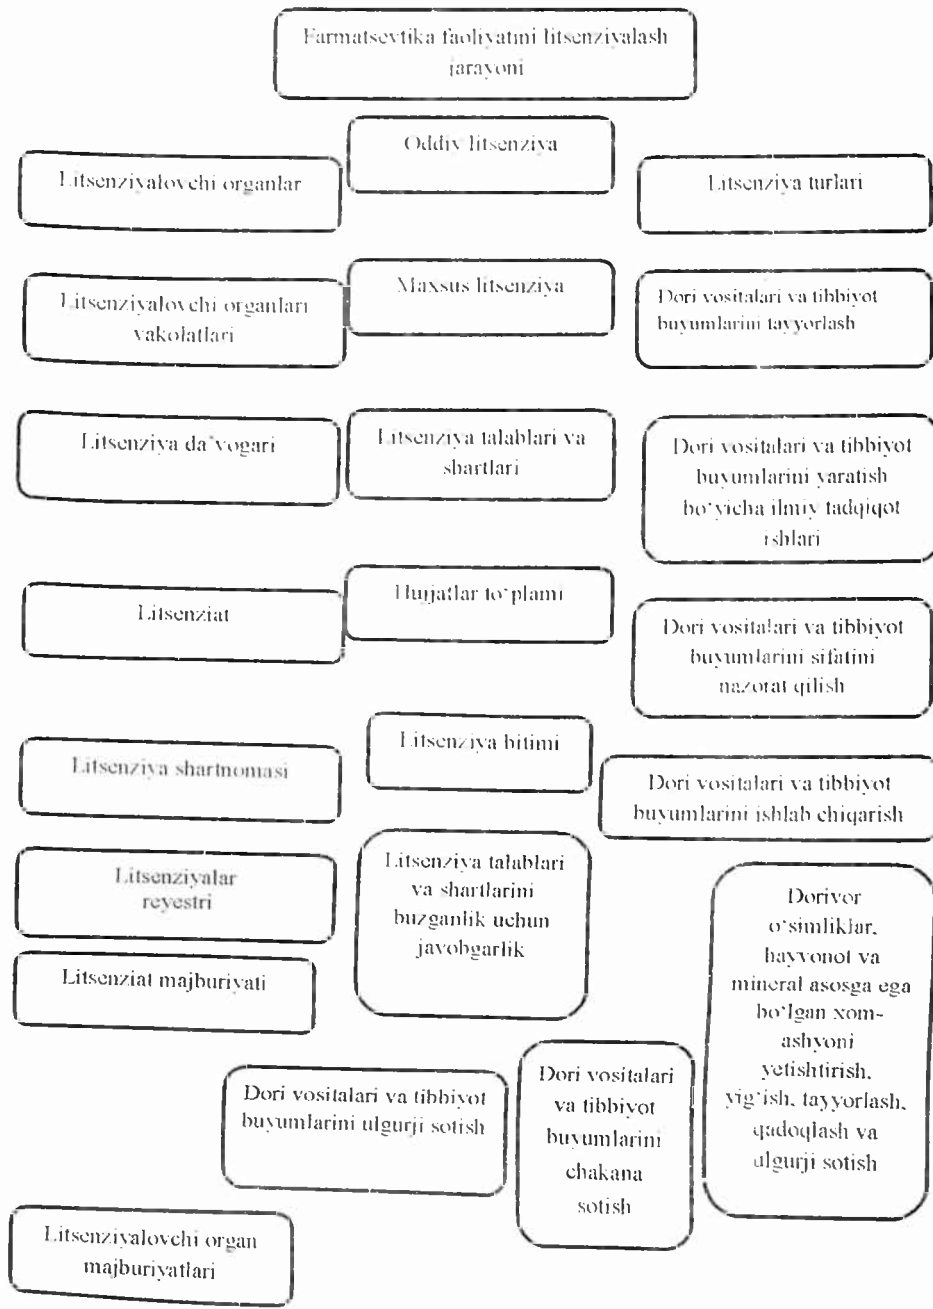 Farmatsevtika faoliyatini litsenziyalash
jarayoni
Oddiy litsenziya
Litsenziyalovchi organlar
Litsenziya turlari
Litsenziyalovchi organlari
vakolatlari
Maxsus litsenziya
Dori vositalari va tibbiyot
buyumlarini tayyorlash
Litsenziya da'vogari
Litsenziya talablari va
shartlari
Dori vositalari va tibbiyot
buyumlarini yaratish
bo'yicha ilmiy tadqiqot
ishlari
Litsenziat
Hujjatlar to'plami
Dori vositalari va tibbiyot
buyumlarini sifatini
nazorat qilish
Litsenziya shartnomasi
Litsenziya bitimi
Dori vositalari va tibbiyot
buyumlarini ishlab chiqarish
Litsenziyalar
reyestri
Litsenziya talablari
va shartlarini
buzganlik uchun
javobgarlik
Dorivor
o'simliklar,
hayvonot va
mineral asosga ega
bo'lgan xom-
ashyoni
yetishtirish,
yig'ish, tayyorlash,
qadoqlash va
ulgurji sotish
Litsenziat majburiyati
Dori vositalari va tibbiyot
buyumlarini ulgurji sotish
Dori vositalari
va tibbiyot
buyumlarini
chakana
sotish
Litsenziyalovchi organ
majburiyatlari